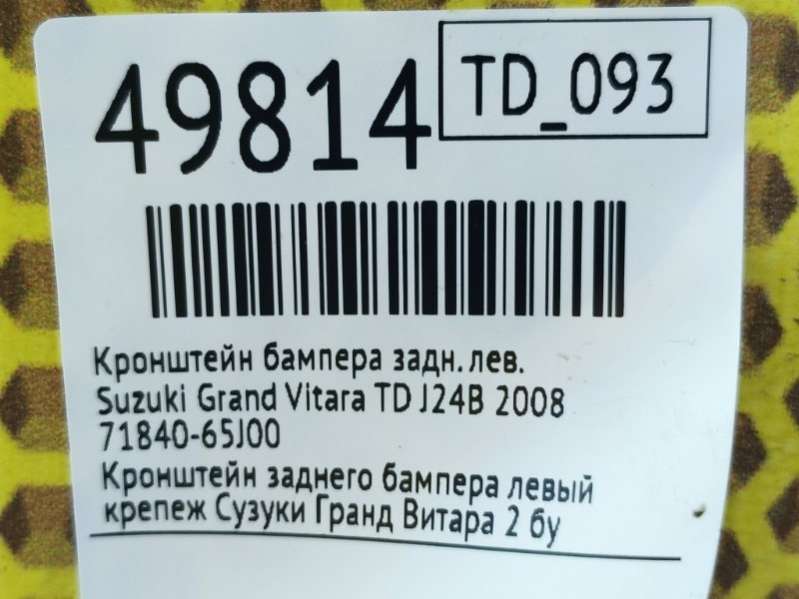 49814 TD_093
Кронштейн бампера задн.лев.
Suzuki Grand Vitara TD J24B 2008
71840-65J00
Кронштейн заднего бампера левый
крепеж Сузуки Гранд Витара 2 бу